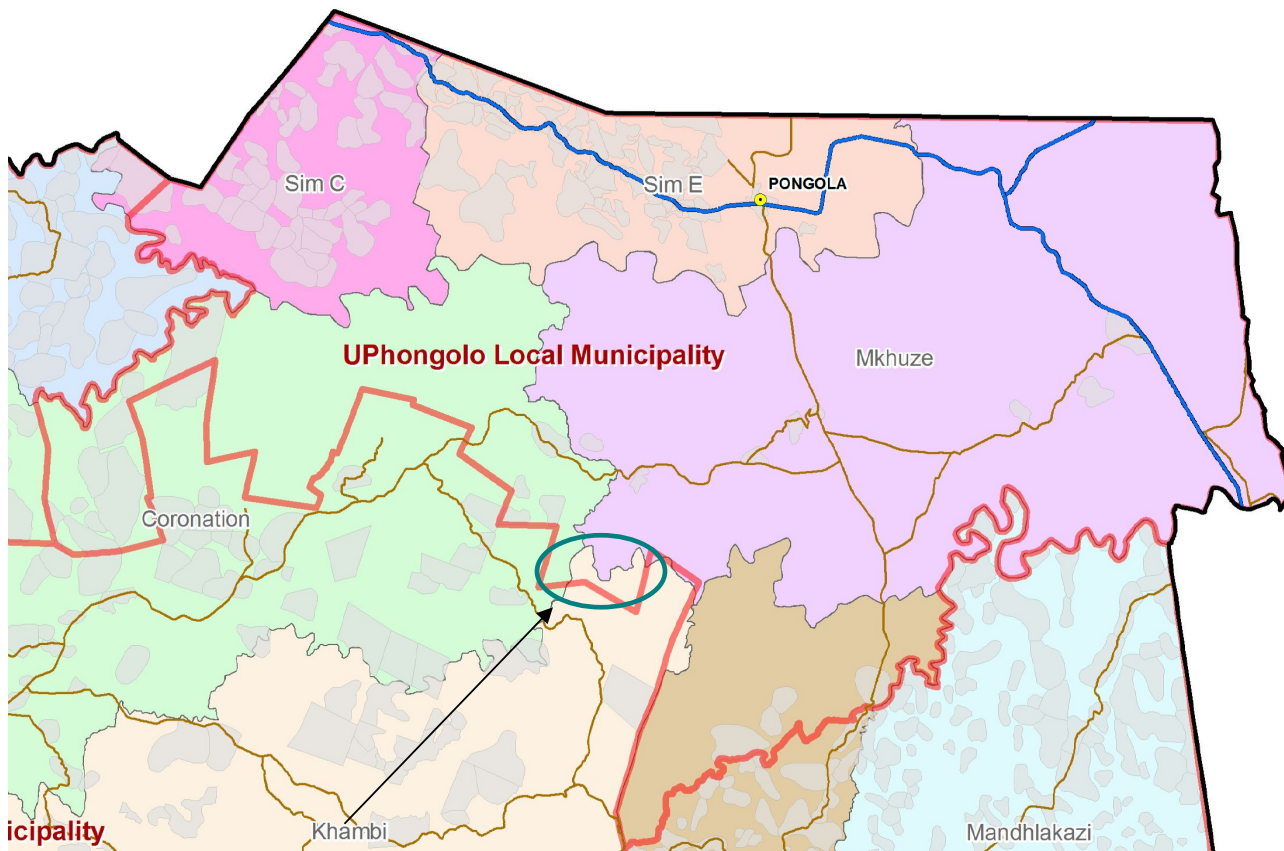 Sim C
Sim E
PONGOLA
UPhongolo Local Municipality
Mkhuze
Coronation
icipality
Khambi
Mandhlakazi